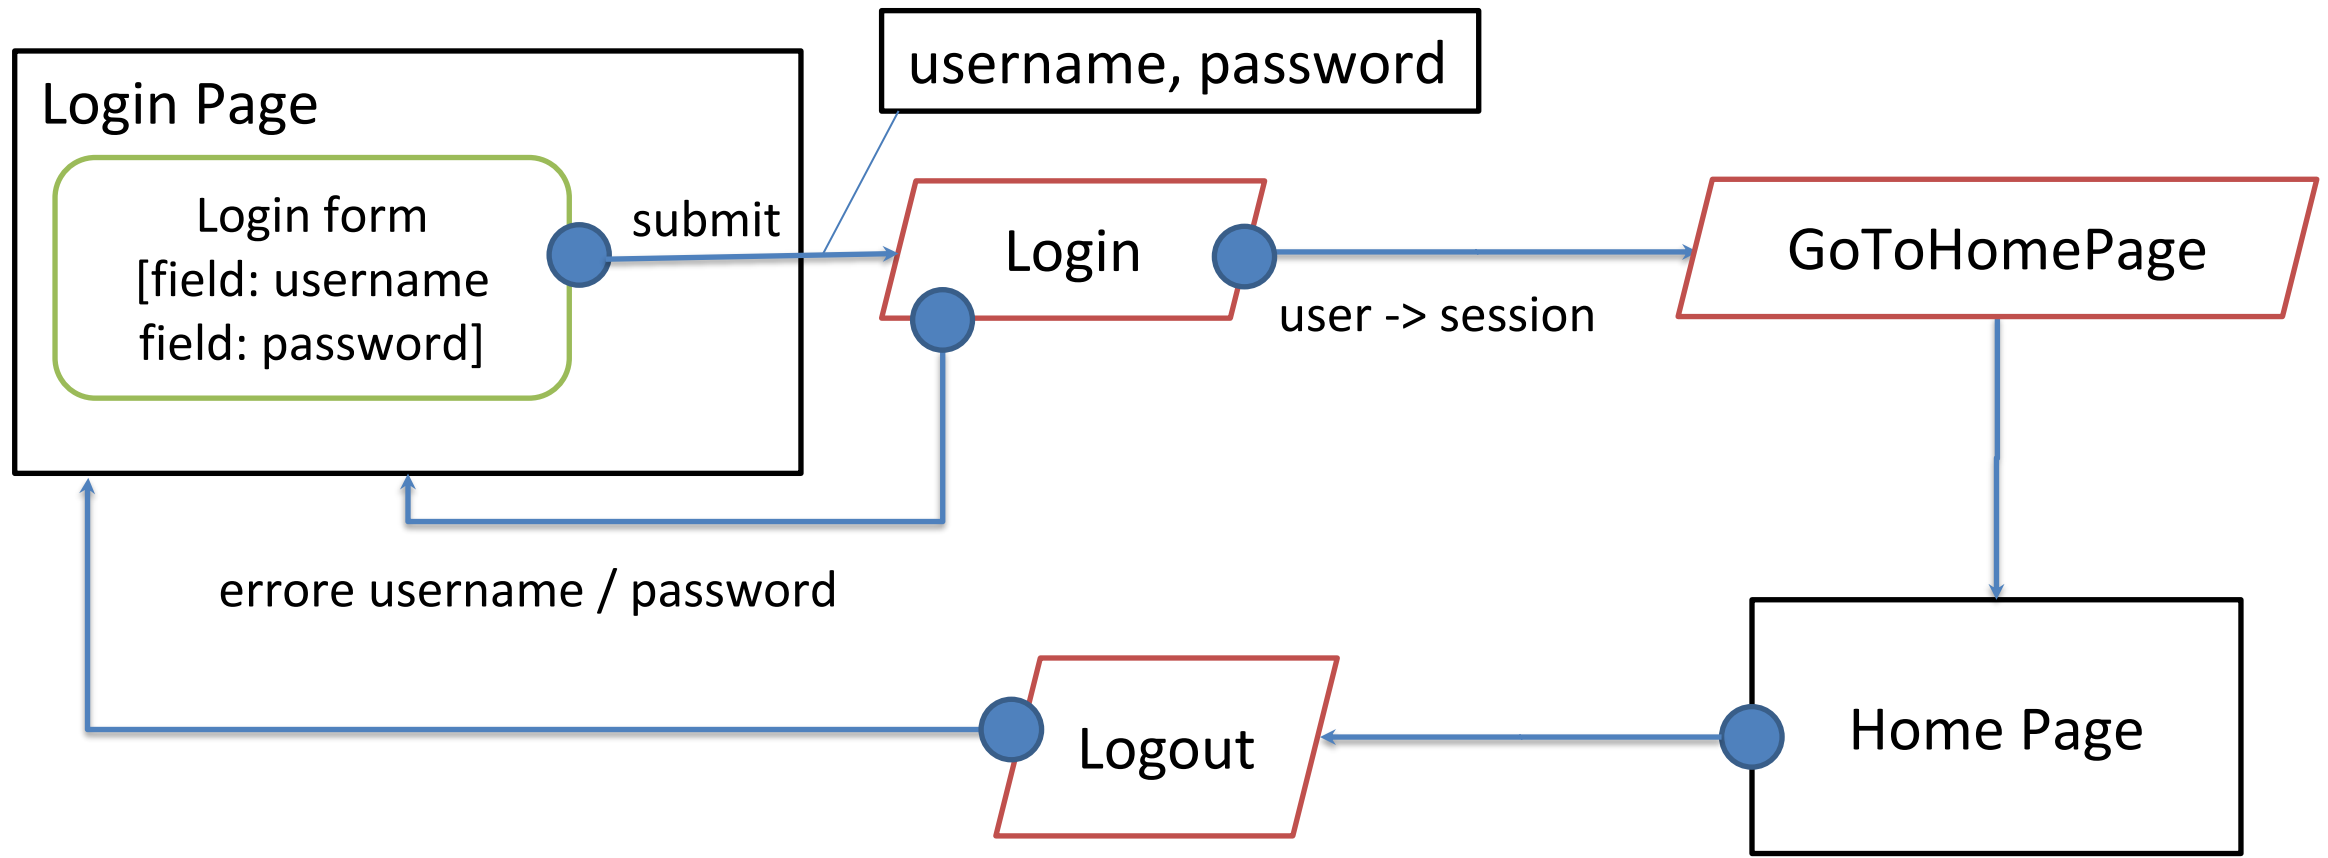 username, password
Login Page
Login form
[field: username
field: password]
submit
Login
user -> session
GoToHomePage
errore username / password
Logout
Home Page